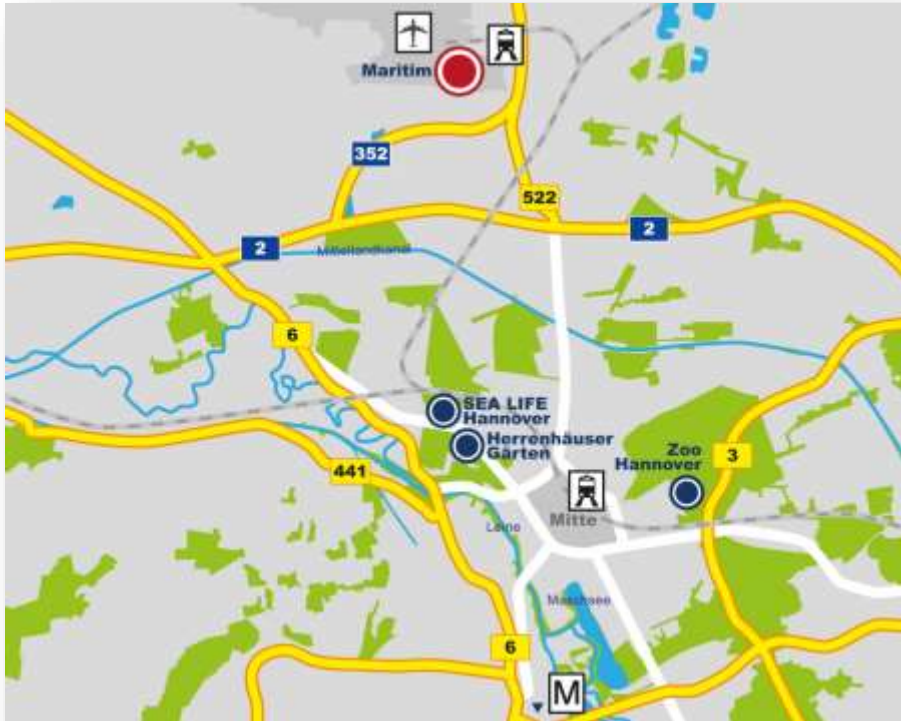 Maritim
352
522
2
2
Mittellandkanal
6
SEA LIFE
Hannover
Herrenhäuser
Gärten
Zoo
Hannover
3
441
Mitte
Leine
Maschsee
6
M